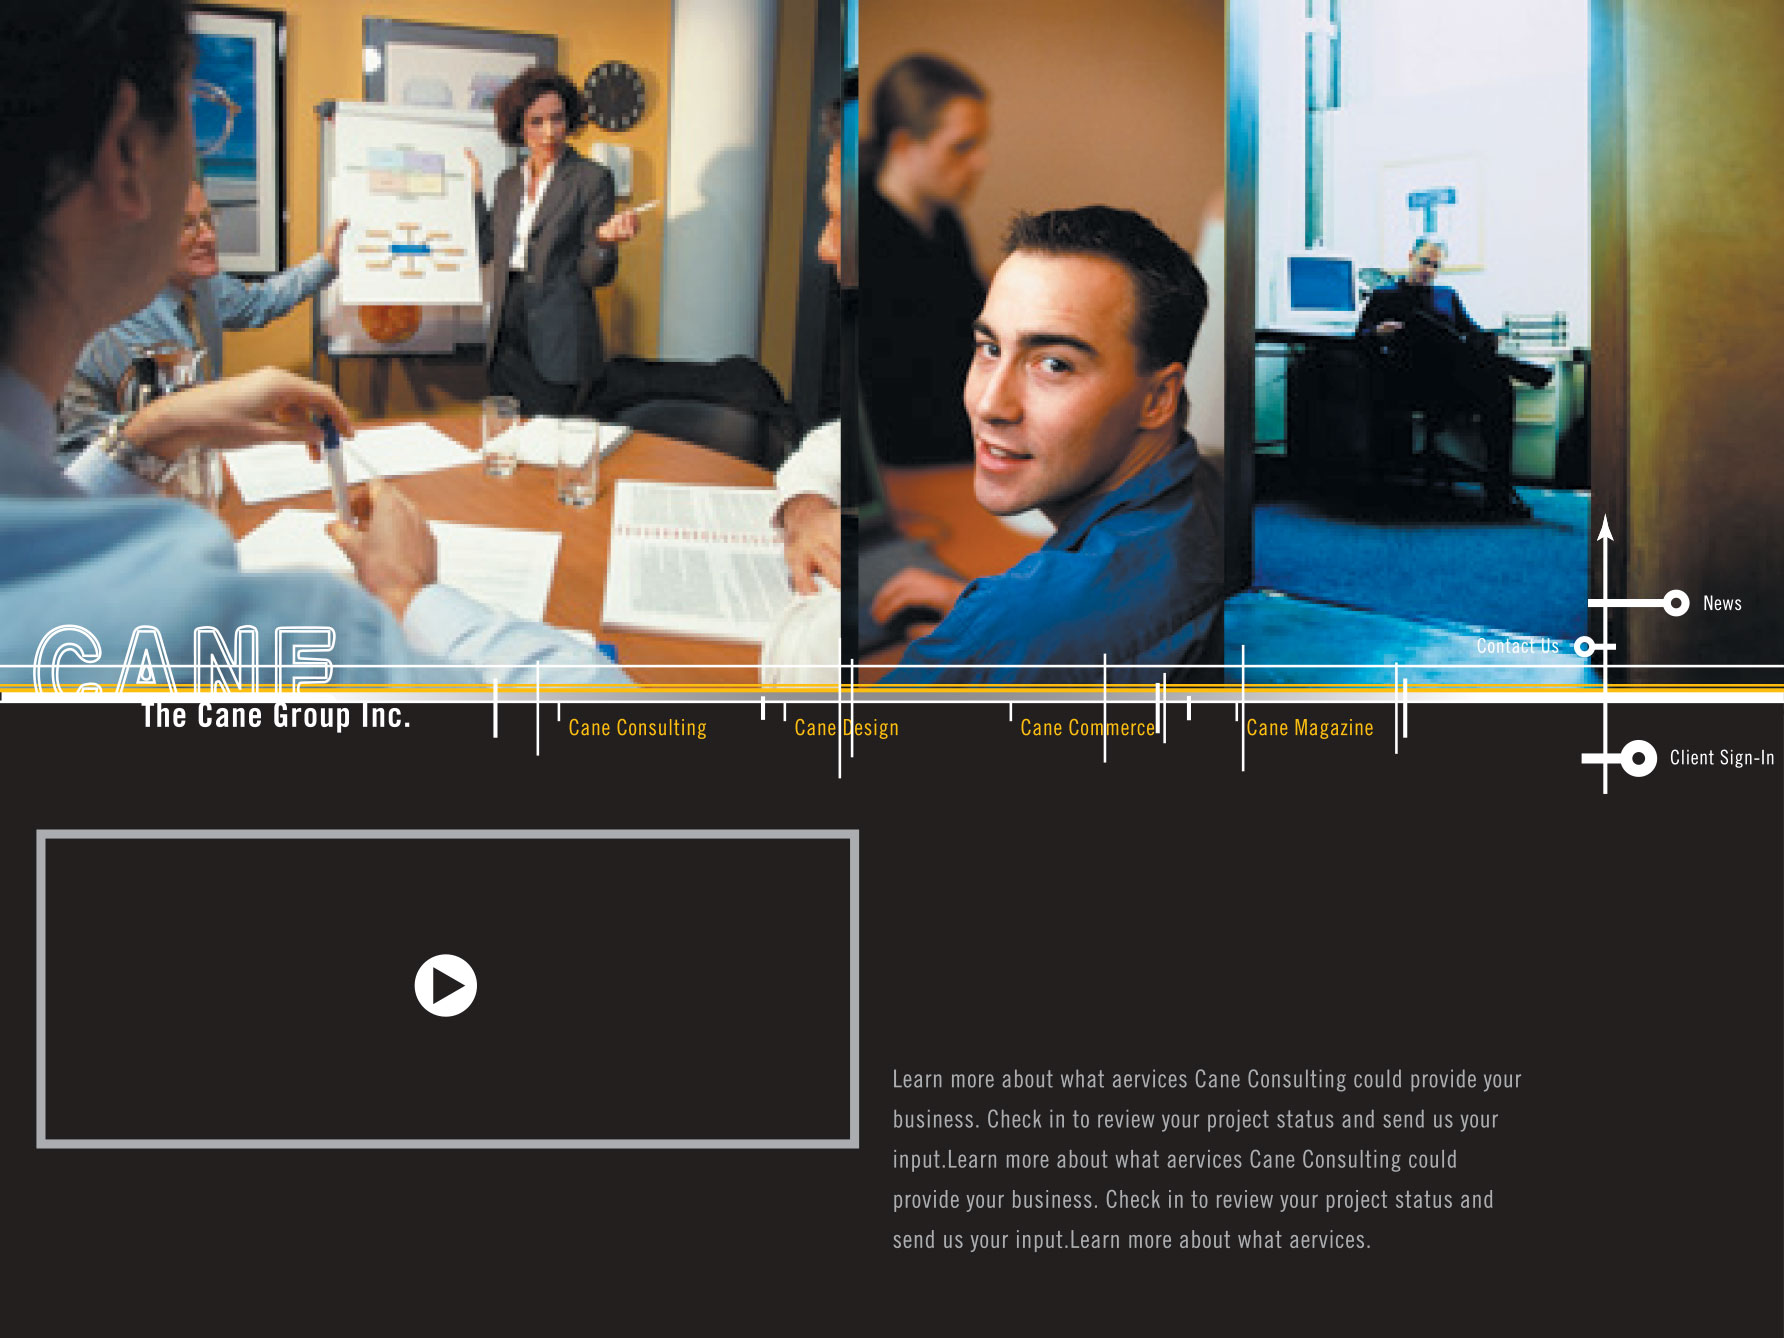 News
Contact Us
CANE
The Cane Group Inc.
Cane Consulting
Cane Design
Cane Commerce
Cane Magazine
Client Sign-In
Learn more about what aervices Cane Consulting could provide your
business. Check in to review your project status and send us your
input.Learn more about what aervices Cane Consulting could
provide your business. Check in to review your project status and
send us your input.Learn more about what aervices.